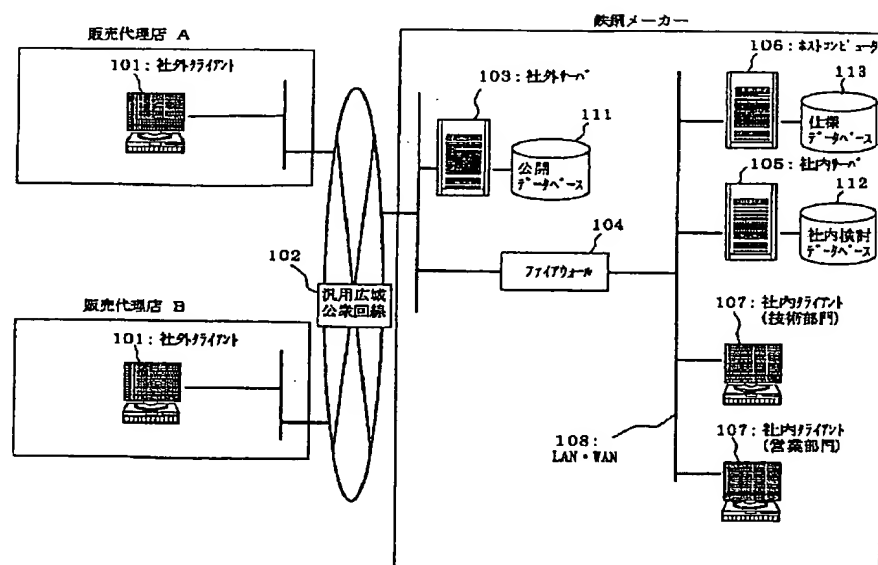 鉄鋼メーカー
販売代理店 A
101:社外クライアント
販売代理店 B
101:社外クライアント
102
汎用広域
公衆回線
103:社外サーバ
111
公開
データベース
104
ファイアウォール
106:ホストコンピュータ
113
仕様
データベース
105:社内サーバ
112
社内検討
データベース
107:社内クライアント
(技術部門)
107:社内クライアント
(営業部門)
108:
LAN・WAN